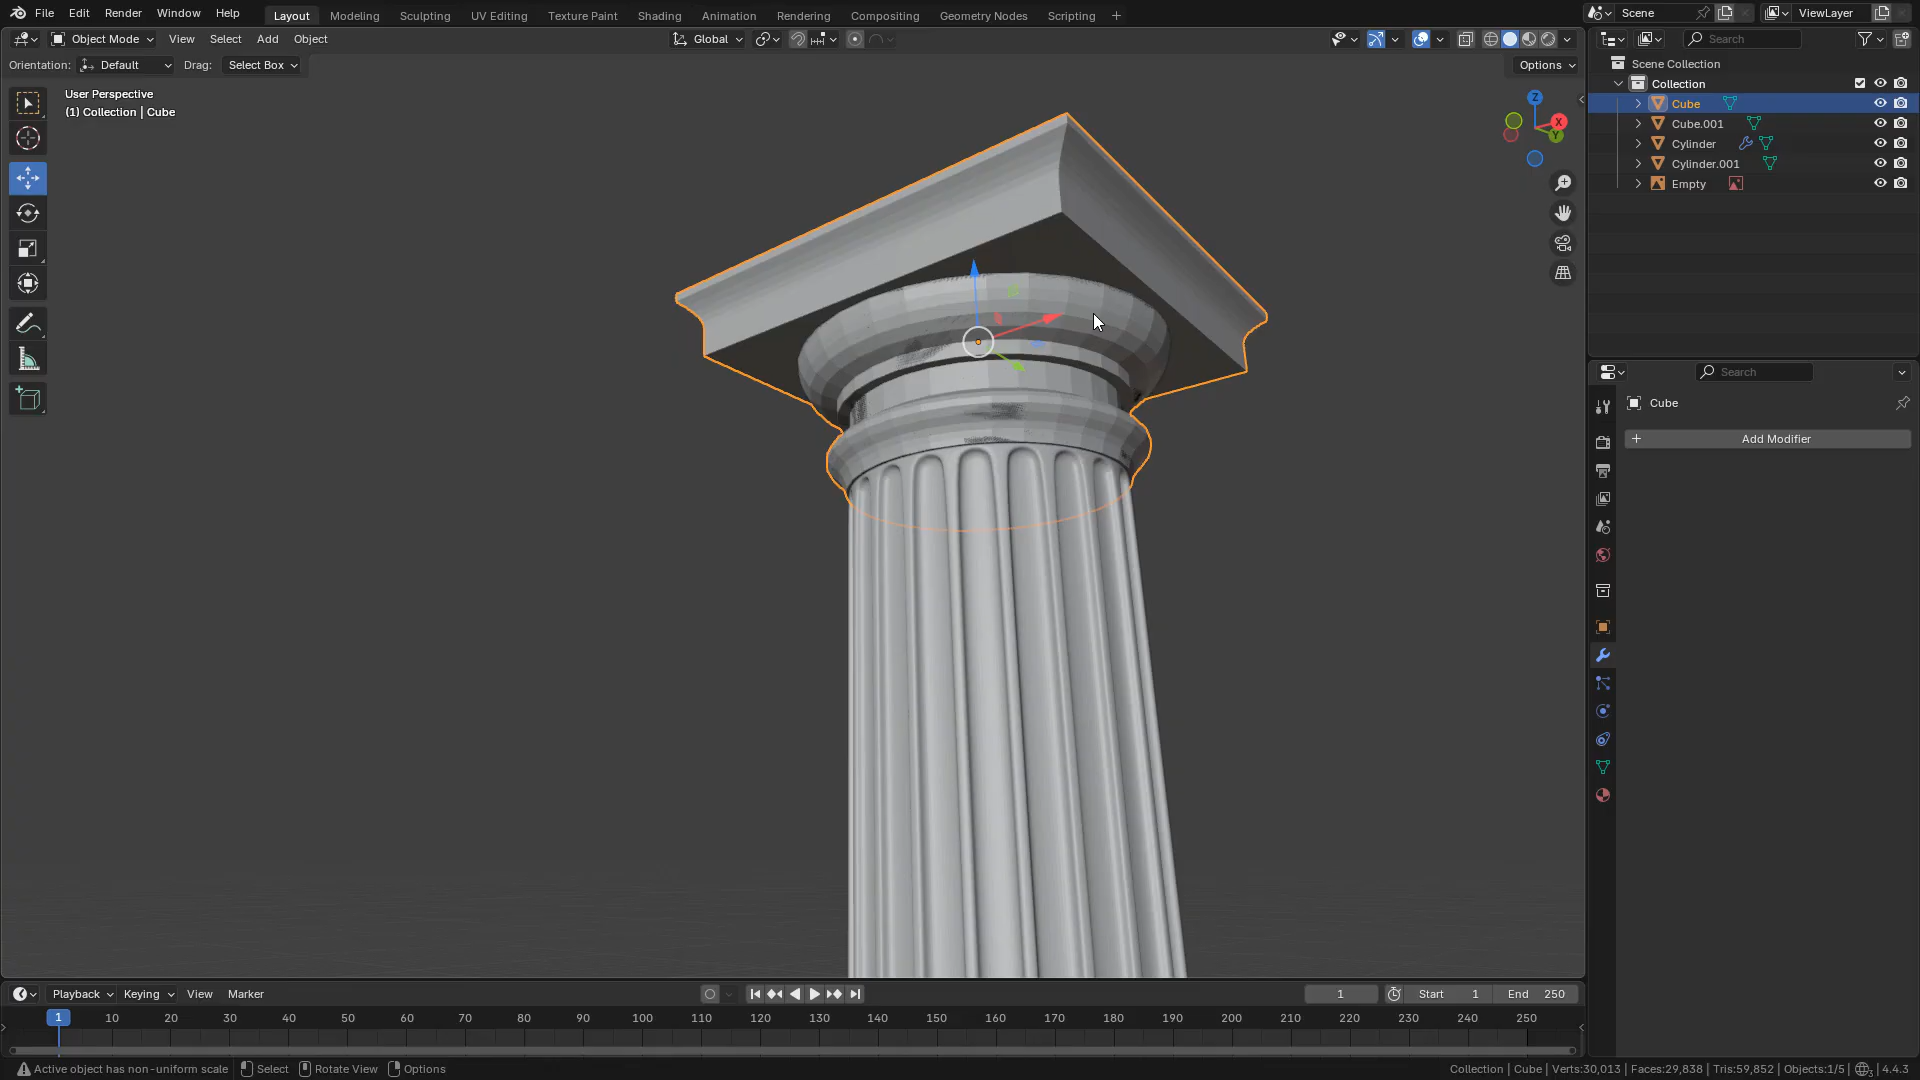 File Edit Render Window Help Layout Modeling Sculpting UV Editing Texture Paint Shading Animation Rendering Compositing Geometry Nodes Scripting + Scene ViewLayer
Object Mode View Select Add Object Global Search
Orientation: Default Drag: Select Box Options
User Perspective
(1) Collection | Cube
Z
X
Y
Scene Collection
Collection
Cube
Cube.001
Cylinder
Cylinder.001
Empty
Search
Cube
+ Add Modifier
Playback Keying View Marker 1 Start 1 End 250
1 10 20 30 40 50 60 70 80 90 100 110 120 130 140 150 160 170 180 190 200 210 220 230 240 250
Active object has non-uniform scale Select Rotate View Options Collection | Cube | Verts:30,013 | Faces:29,838 | Tris:59,852 | Objects:1/5 | 3 | 4.4.3